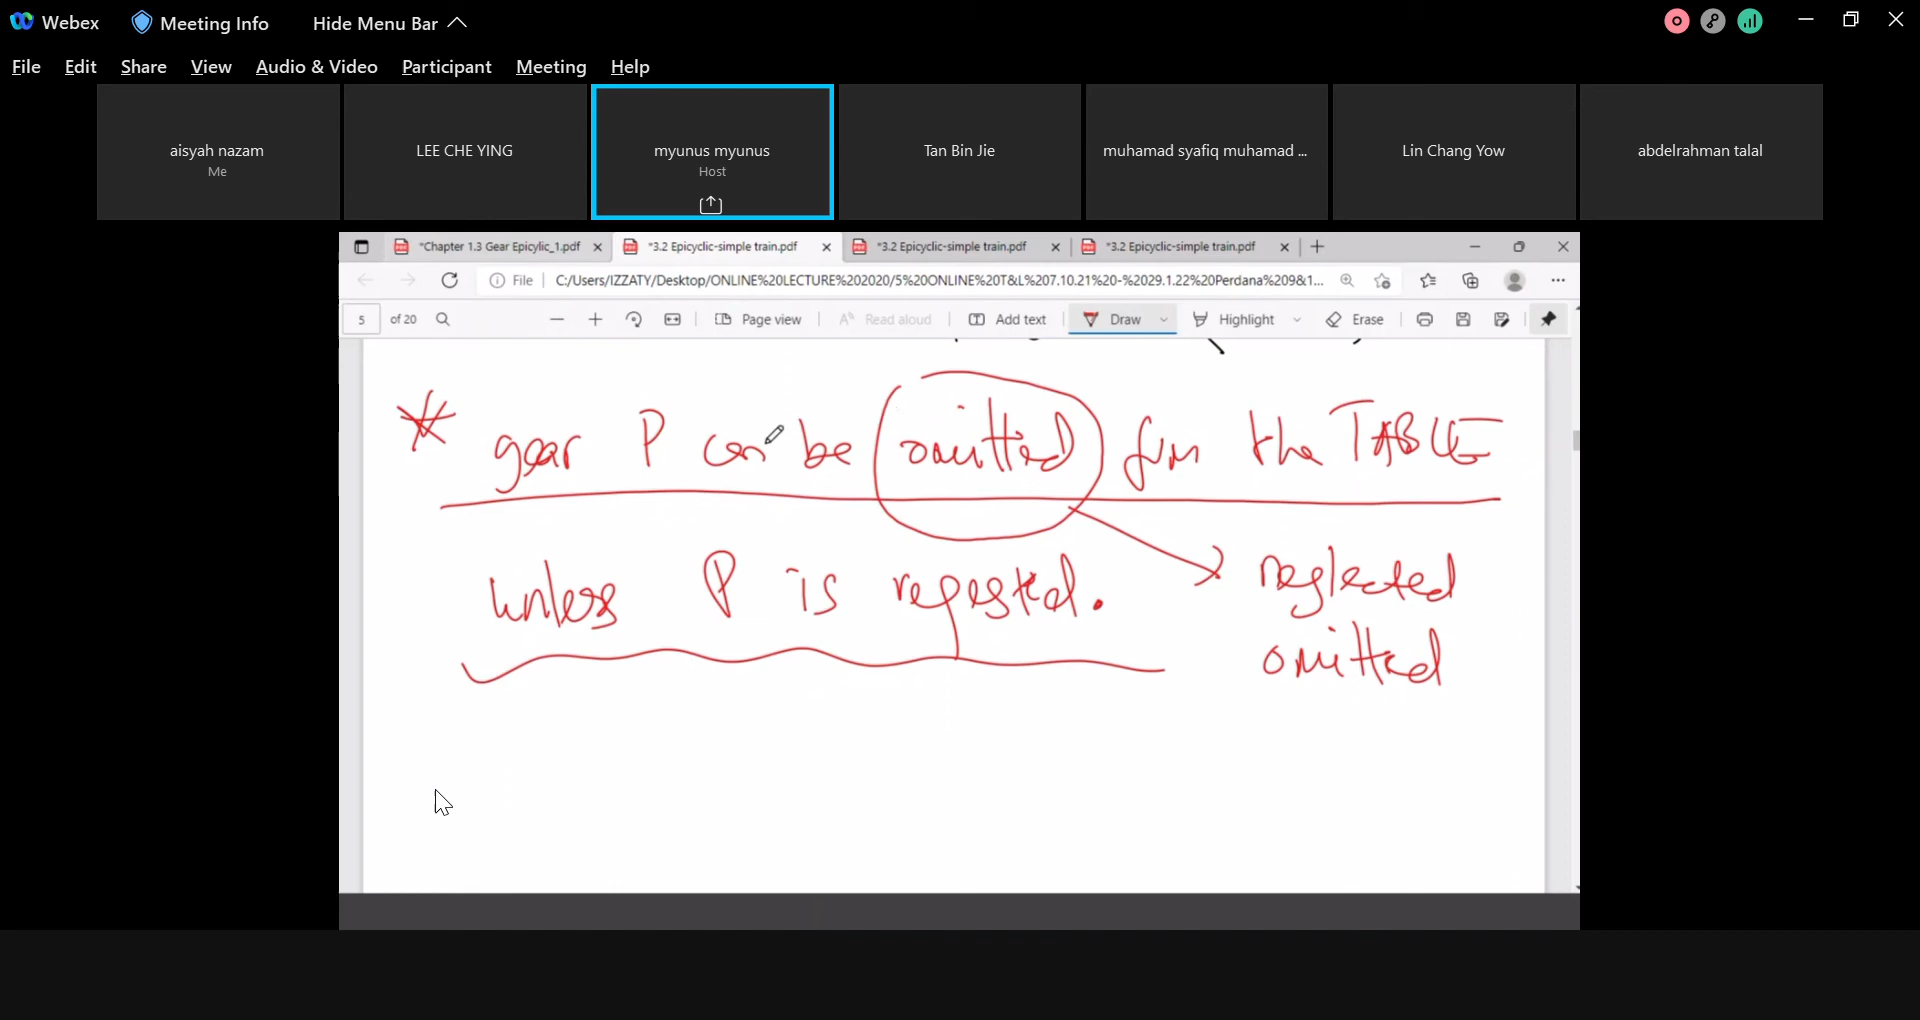 Webex Meeting Info Hide Menu Bar
File Edit Share View Audio & Video Participant Meeting Help
aisyah nazam
Me
LEE CHE YING
myunus myunus
Host
Tan Bin Jie
muhamad syafiq muhamad ...
Lin Chang Yow
abdelrahman talal
*Chapter 1.3 Gear Epicylic_1.pdf *3.2 Epicyclic-simple train.pdf *3.2 Epicyclic-simple train.pdf *3.2 Epicyclic-simple train.pdf
File C:/Users/IZZATY/Desktop/ONLINE%20LECTURE%202020/5%20ONLINE%20T&L%207.10.21%20-%2029.1.22%20Perdana%209&1...
5 of 20 Page view Read aloud Add text Draw Highlight Erase
* gear P can be omitted from the TABLE
unless P is requested.
neglected
omitted